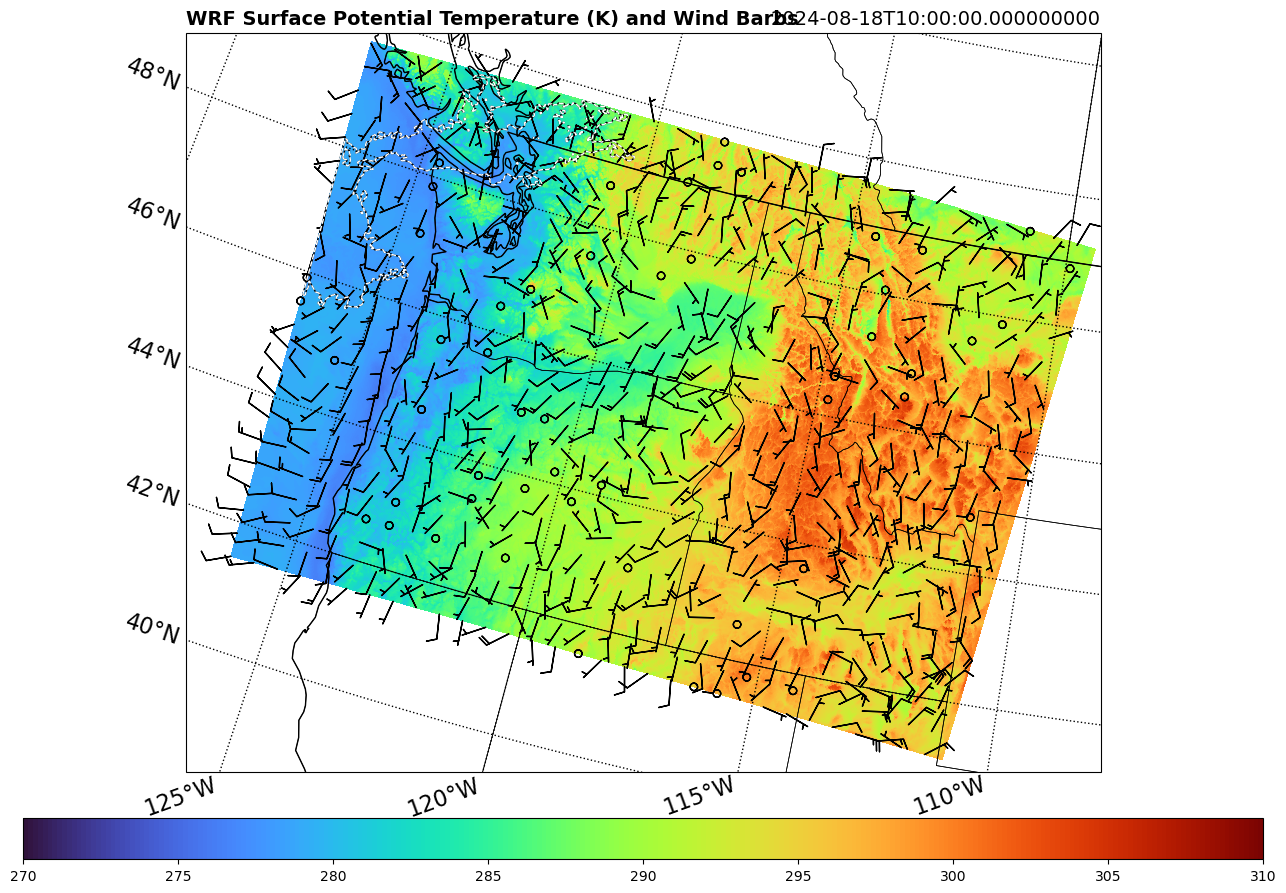 WRF Surface Potential Temperature (K) and Wind Barbs 2024-08-18T10:00:00.000000000
48°N
46°N
44°N
42°N
40°N
125°W 120°W 115°W 110°W
270 275 280 285 290 295 300 305 310